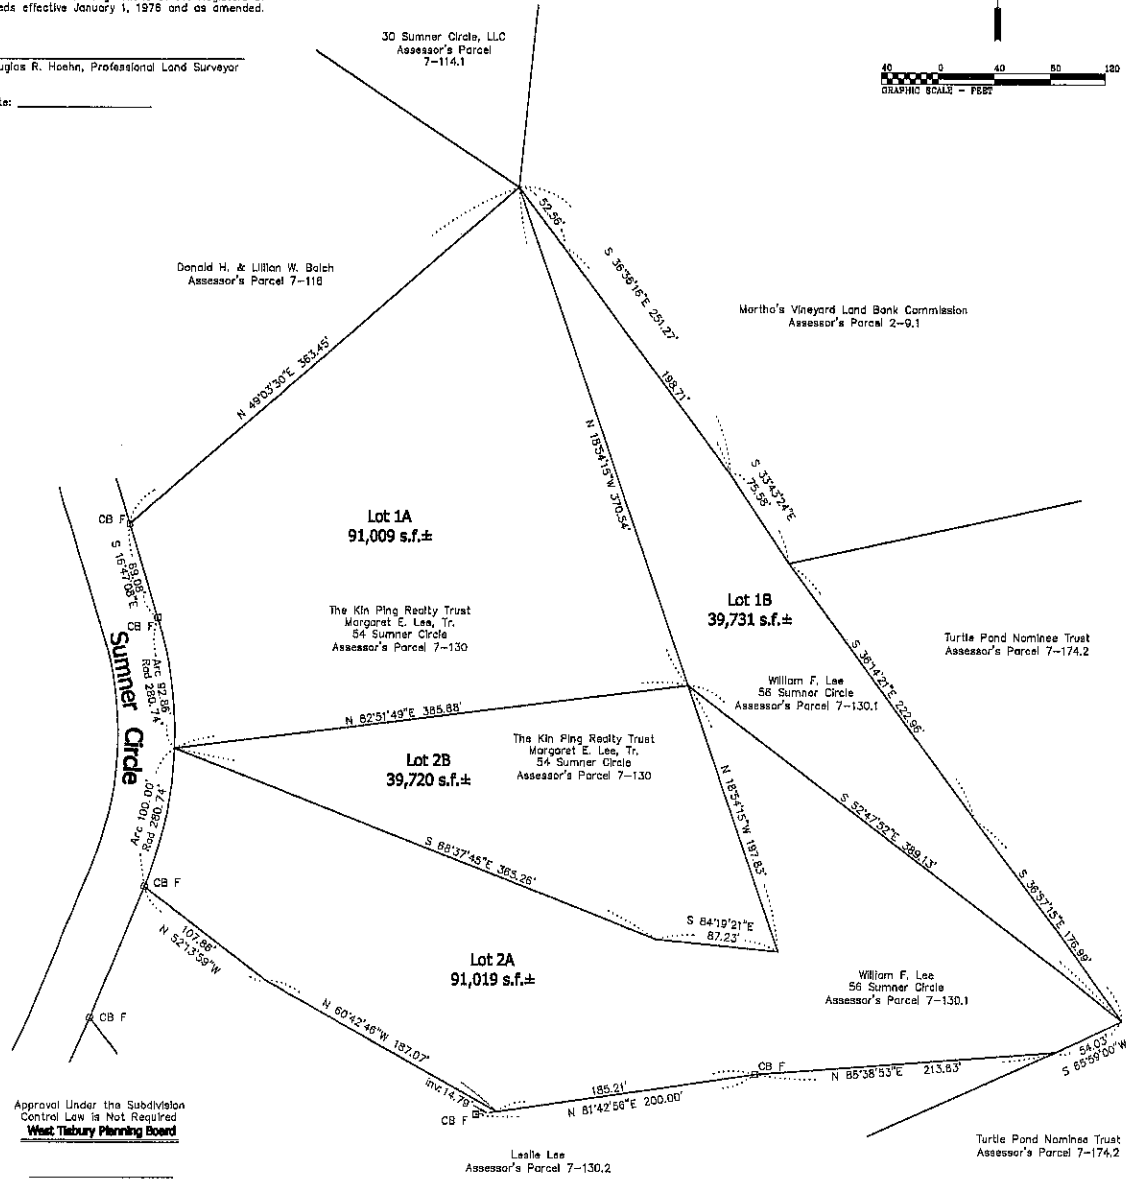 eds effective January 1, 1976 and as amended.
uglas R. Hoehn, Professional Land Surveyor
te:
30 Sumner Circle, LLC
Assessor's Parcel
7-114.1
40 0 40 80 120
GRAPHIC SCALE - FEET
Donald H. & Lillian W. Balch
Assessor's Parcel 7-116
52.56'
S 36°36'16"E 251.27'
Martha's Vineyard Land Bank Commission
Assessor's Parcel 2-9.1
N 49°03'30"E 363.45'
198.71'
N 18°54'15"W 370.54'
S 33°43'24"E
75.58'
CB F
69.08'
S 16°47'08"E
CB F
Lot 1A
91,009 s.f.±
The Kin Ping Realty Trust
Margaret E. Lee, Tr.
54 Sumner Circle
Assessor's Parcel 7-130
Lot 1B
39,731 s.f.±
Turtle Pond Nominee Trust
Assessor's Parcel 7-174.2
S 36°14'21"E 222.96'
William F. Lee
56 Sumner Circle
Assessor's Parcel 7-130.1
Sumner Circle
Arc 92.86'
Rad 280.74'
N 82°51'49"E 385.88'
The Kin Ping Realty Trust
Margaret E. Lee, Tr.
54 Sumner Circle
Assessor's Parcel 7-130
Lot 2B
39,720 s.f.±
N 18°54'15"W 197.83'
S 52°47'52"E 389.13'
Arc 100.00'
Rad 280.74'
S 68°37'45"E 365.26'
CB F
S 84°19'21"E
87.23'
S 36°57'15"E 176.99'
107.86'
N 52°13'59"W
Lot 2A
91,019 s.f.±
William F. Lee
56 Sumner Circle
Assessor's Parcel 7-130.1
CB F
N 60°42'46"W 187.07'
54.03'
S 65°59'00"W
CB F
N 85°38'53"E 213.83'
185.21'
N 81°42'56"E 200.00'
inv:14.79
CB F
Approval Under the Subdivision
Control Law is Not Required
West Tisbury Planning Board
Leslie Lee
Assessor's Parcel 7-130.2
Turtle Pond Nominee Trust
Assessor's Parcel 7-174.2